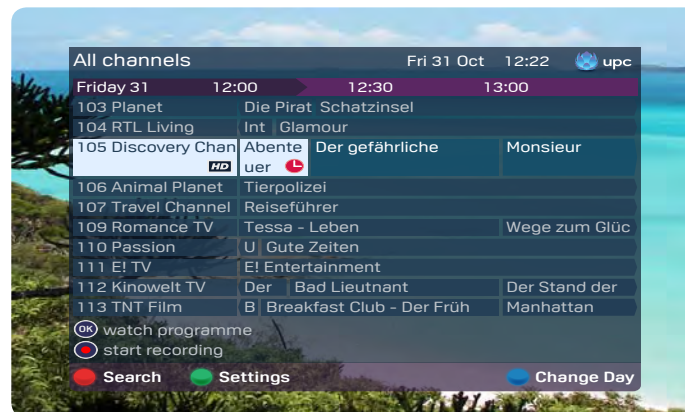 All channels Fri 31 Oct 12:22 upc
Friday 31 12:00 12:30 13:00
103 Planet Die Pirat Schatzinsel
104 RTL Living Int Glamour
105 Discovery Chan Abente Der gefährliche Monsieur
HD uer
106 Animal Planet Tierpolizei
107 Travel Channel Reiseführer
109 Romance TV Tessa - Leben Wege zum Glüc
110 Passion U Gute Zeiten
111 E! TV E! Entertainment
112 Kinowelt TV Der Bad Lieutnant Der Stand der
113 TNT Film B Breakfast Club - Der Früh Manhattan
OK watch programme
start recording
Search Settings Change Day